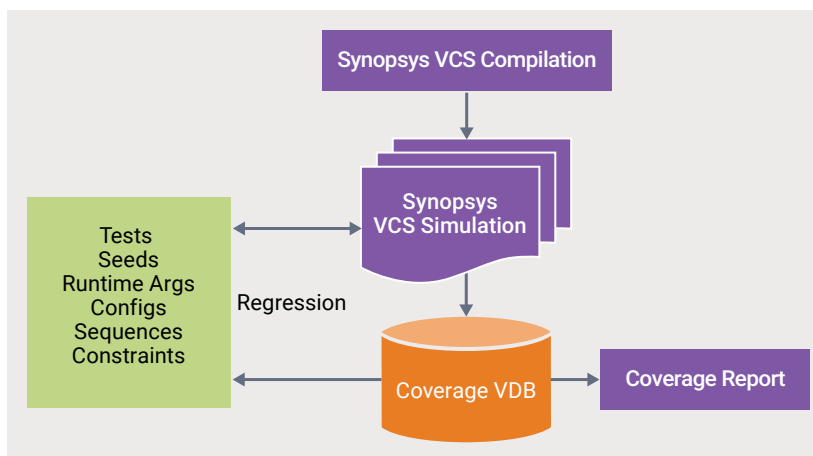 Synopsys VCS Compilation
Synopsys
VCS Simulation
Tests
Seeds
Runtime Args
Configs
Sequences
Constraints
Regression
Coverage VDB
Coverage Report